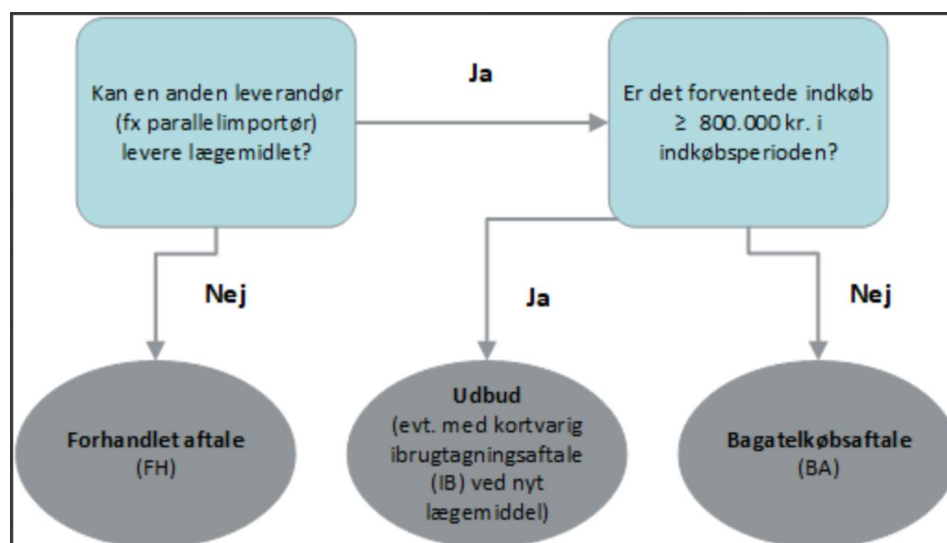 Kan en anden leverandør
(fx parallelimportør)
levere lægemidlet?
Ja
Er det forventede indkøb
≥ 800.000 kr. i
indkøbsperioden?
Nej
Ja
Nej
Forhandlet aftale
(FH)
Udbud
(evt. med kortvarig
ibrugtagningsaftale
(IB) ved nyt
lægemiddel)
Bagatelkøbsaftale
(BA)